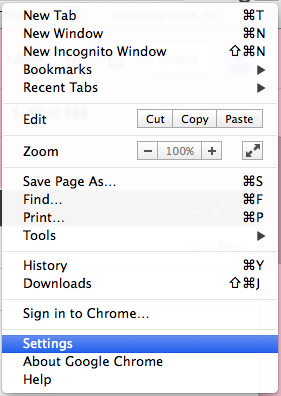 New Tab ⌘T
New Window ⌘N
New Incognito Window ⇧⌘N
Bookmarks ▶
Recent Tabs ▶
Edit Cut Copy Paste
Zoom − 100% +
Save Page As... ⌘S
Find... ⌘F
Print... ⌘P
Tools ▶
History ⌘Y
Downloads ⇧⌘J
Sign in to Chrome...
Settings
About Google Chrome
Help